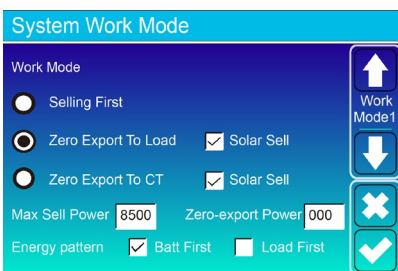 System Work Mode
Work Mode
Selling First
Zero Export To Load Solar Sell
Zero Export To CT Solar Sell
Max Sell Power 8500 Zero-export Power 000
Energy pattern Batt First Load First
Work
Mode1